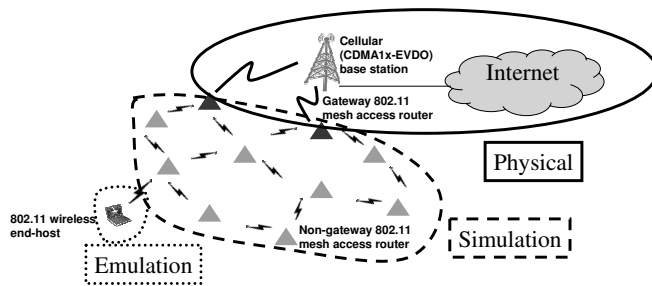 Cellular
(CDMA1x-EVDO)
base station
Internet
Gateway 802.11
mesh access router
Physical
802.11 wireless
end-host
Non-gateway 802.11
mesh access router
Simulation
Emulation